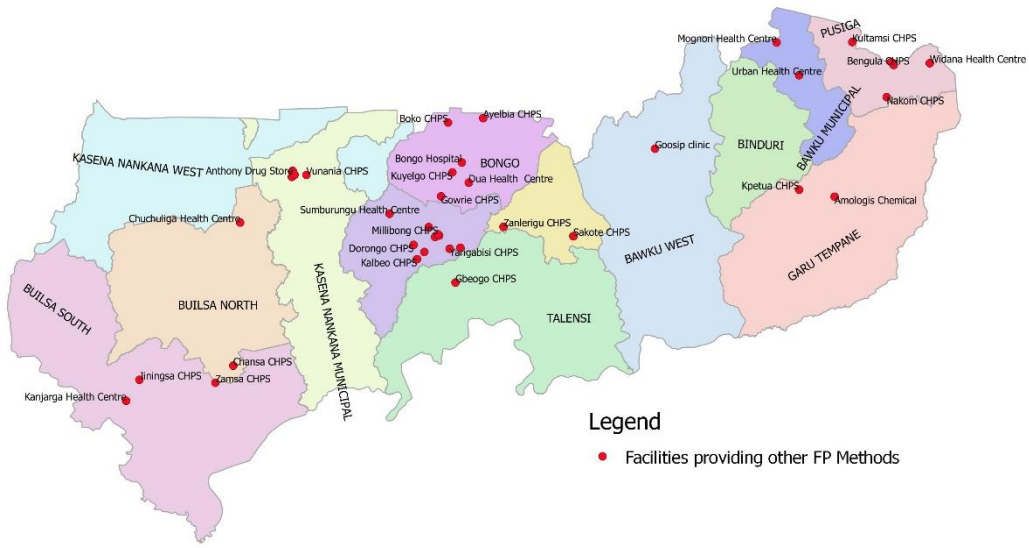 PUSIGA
Mognori Health Centre
Kultamsi CHPS
Bengula CHPS
Widana Health Centre
Urban Health Centre
Nakom CHPS
BAWKU MUNICIPAL
Boko CHPS
Ayelbia CHPS
BINDURI
Goosip clinic
KASENA NANKANA WEST
Anthony Drug Store
Vunania CHPS
Bongo Hospital
BONGO
Kuyelgo CHPS
Dua Health Centre
Kpetua CHPS
Amologis Chemical
Gowrie CHPS
Sumburungu Health Centre
Chuchuliga Health Centre
Millibong CHPS
Zanlerigu CHPS
Sakote CHPS
BAWKU WEST
GARU TEMPANE
Dorongo CHPS
Yangabisi CHPS
Kalbeo CHPS
Gbeogo CHPS
BUILSA SOUTH
BUILSA NORTH
KASENA NANKANA MUNICIPAL
TALENSI
Chansa CHPS
Jiningsa CHPS
Zamsa CHPS
Kanjarga Health Centre
Legend
Facilities providing other FP Methods